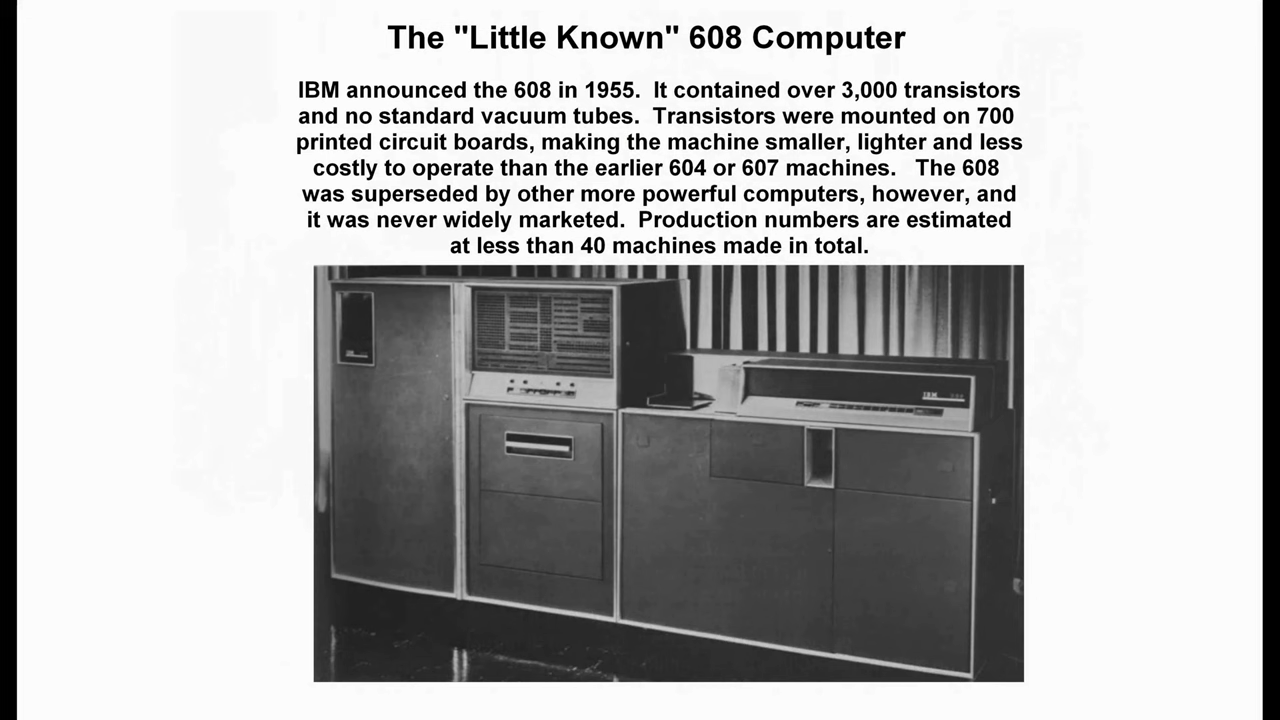 The "Little Known" 608 Computer
IBM announced the 608 in 1955. It contained over 3,000 transistors
and no standard vacuum tubes. Transistors were mounted on 700
printed circuit boards, making the machine smaller, lighter and less
costly to operate than the earlier 604 or 607 machines. The 608
was superseded by other more powerful computers, however, and
it was never widely marketed. Production numbers are estimated
at less than 40 machines made in total.
IBM